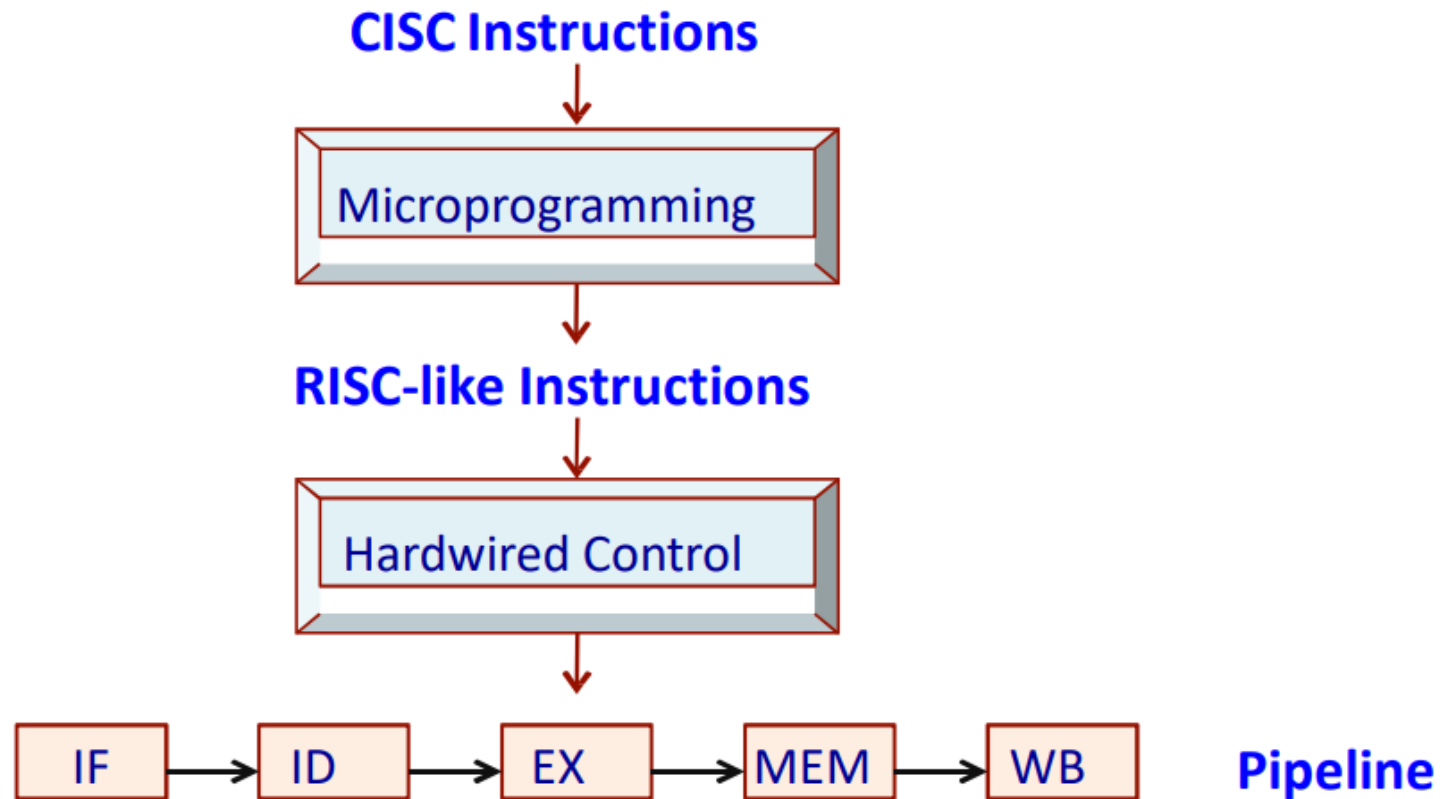 CISC Instructions
Microprogramming
RISC-like Instructions
Hardwired Control
IF ID EX MEM WB Pipeline